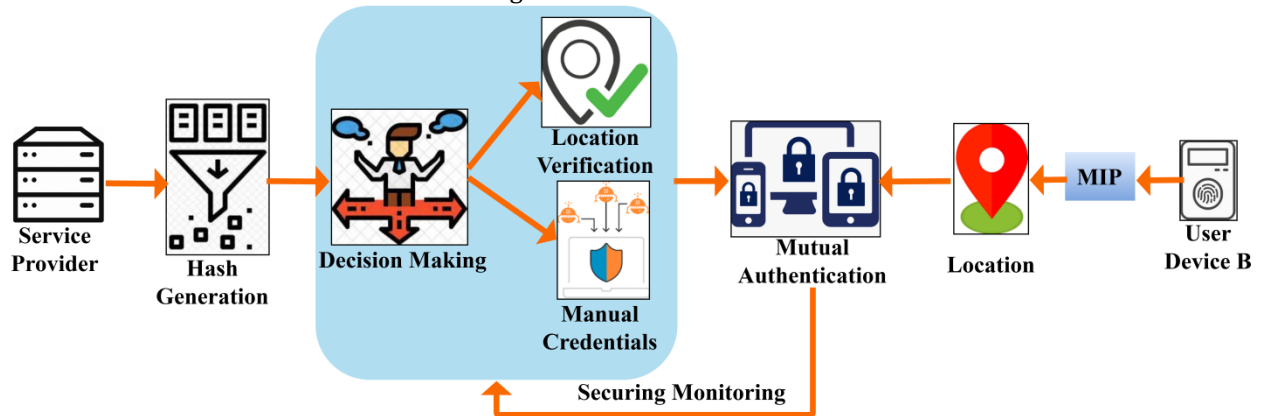 Service
Provider
Hash
Generation
Decision Making
Location
Verification
Manual
Credentials
Mutual
Authentication
Location
MIP
User
Device B
Securing Monitoring